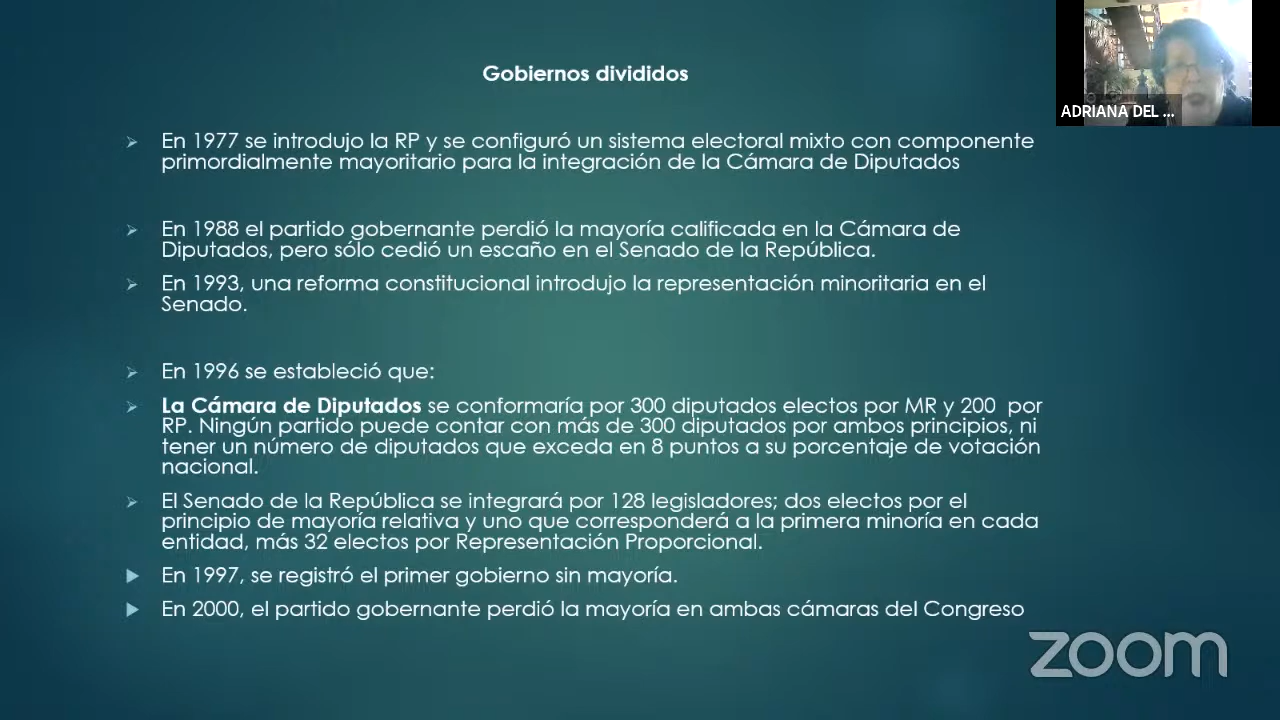 ADRIANA DEL ...
Gobiernos divididos
En 1977 se introdujo la RP y se configuró un sistema electoral mixto con componente
primordialmente mayoritario para la integración de la Cámara de Diputados
En 1988 el partido gobernante perdió la mayoría calificada en la Cámara de
Diputados, pero sólo cedió un escaño en el Senado de la República.
En 1993, una reforma constitucional introdujo la representación minoritaria en el
Senado.
En 1996 se estableció que:
La Cámara de Diputados se conformaría por 300 diputados electos por MR y 200 por
RP. Ningún partido puede contar con más de 300 diputados por ambos principios, ni
tener un número de diputados que exceda en 8 puntos a su porcentaje de votación
nacional.
El Senado de la República se integrará por 128 legisladores; dos electos por el
principio de mayoría relativa y uno que corresponderá a la primera minoría en cada
entidad, más 32 electos por Representación Proporcional.
En 1997, se registró el primer gobierno sin mayoría.
En 2000, el partido gobernante perdió la mayoría en ambas cámaras del Congreso
zoom